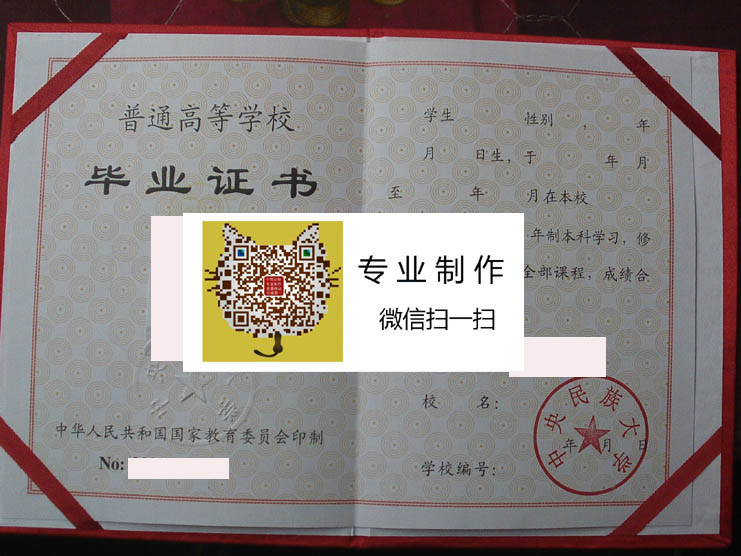 普通高等学校
毕业证书
中华人民共和国国家教育委员会印制
No:
学生 性别 , 年
月 日生，于 年 月
至 年 月在本校
年制本科学习，修
全部课程，成绩合
校 名：
学校编号：
年 月 日
中央民族大学
专业制作
微信扫一扫